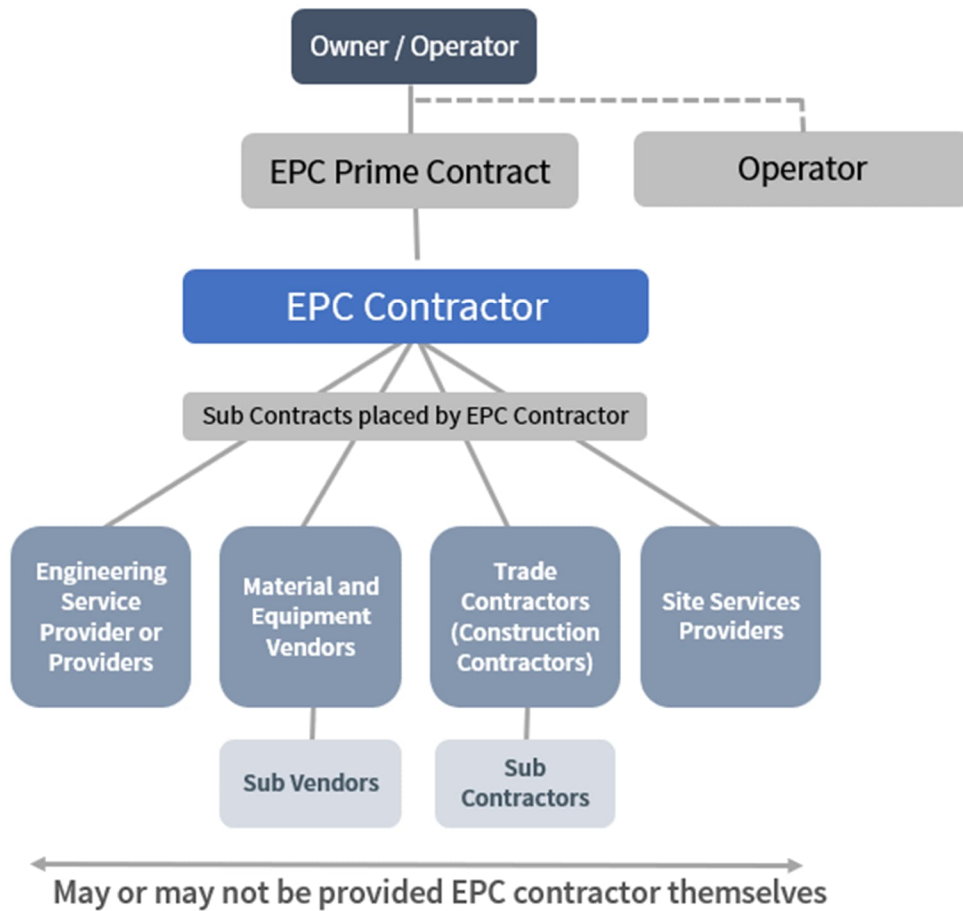 Owner / Operator
EPC Prime Contract
Operator
EPC Contractor
Sub Contracts placed by EPC Contractor
Engineering
Service
Provider or
Providers
Material and
Equipment
Vendors
Trade
Contractors
(Construction
Contractors)
Site Services
Providers
Sub Vendors
Sub
Contractors
May or may not be provided EPC contractor themselves